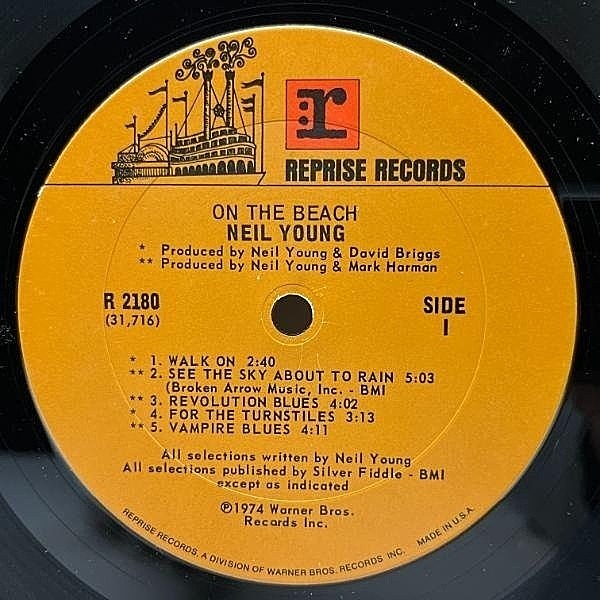 r
REPRISE RECORDS
ON THE BEACH
NEIL YOUNG
* Produced by Neil Young & David Briggs
** Produced by Neil Young & Mark Harman
R 2180
(31,716)
SIDE
1
* 1. WALK ON 2:40
** 2. SEE THE SKY ABOUT TO RAIN 5:03
(Broken Arrow Music, Inc. - BMI
** 3. REVOLUTION BLUES 4:02
* 4. FOR THE TURNSTILES 3:13
** 5. VAMPIRE BLUES 4:11
All selections written by Neil Young
All selections published by Silver Fiddle - BMI
except as indicated
℗1974 Warner Bros.
Records Inc.
REPRISE RECORDS, A DIVISION OF WARNER BROS. RECORDS INC. MADE IN U.S.A.